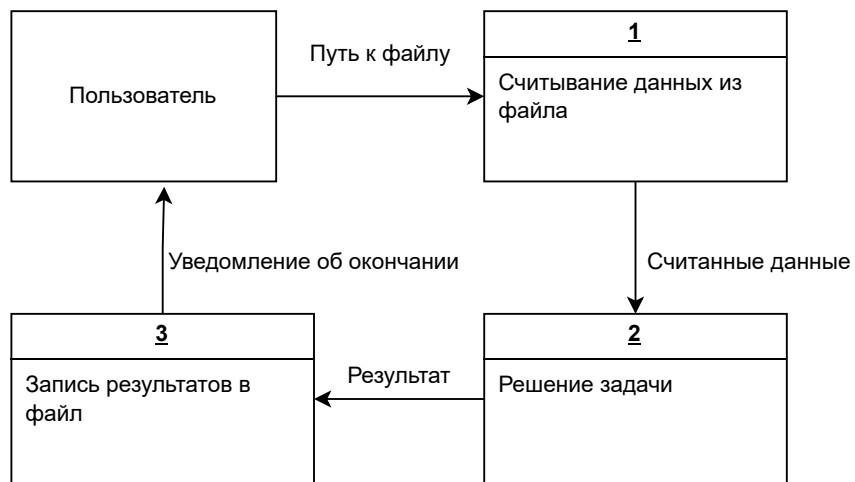 Пользователь
Путь к файлу
1
Считывание данных из
файла
Уведомление об окончании
Считанные данные
3
Запись результатов в
файл
Результат
2
Решение задачи